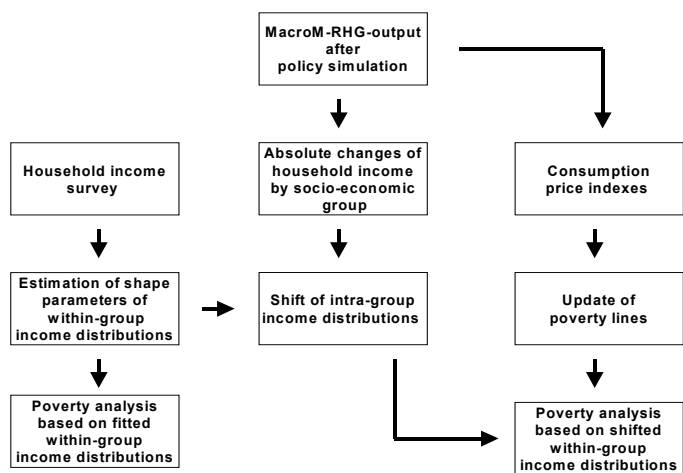 MacroM-RHG-output
after
policy simulation
Household income
survey
Absolute changes of
household income
by socio-economic
group
Consumption
price indexes
Estimation of shape
parameters of
within-group
income distributions
Shift of intra-group
income distributions
Update of
poverty lines
Poverty analysis
based on fitted
within-group
income distributions
Poverty analysis
based on shifted
within-group
income distributions